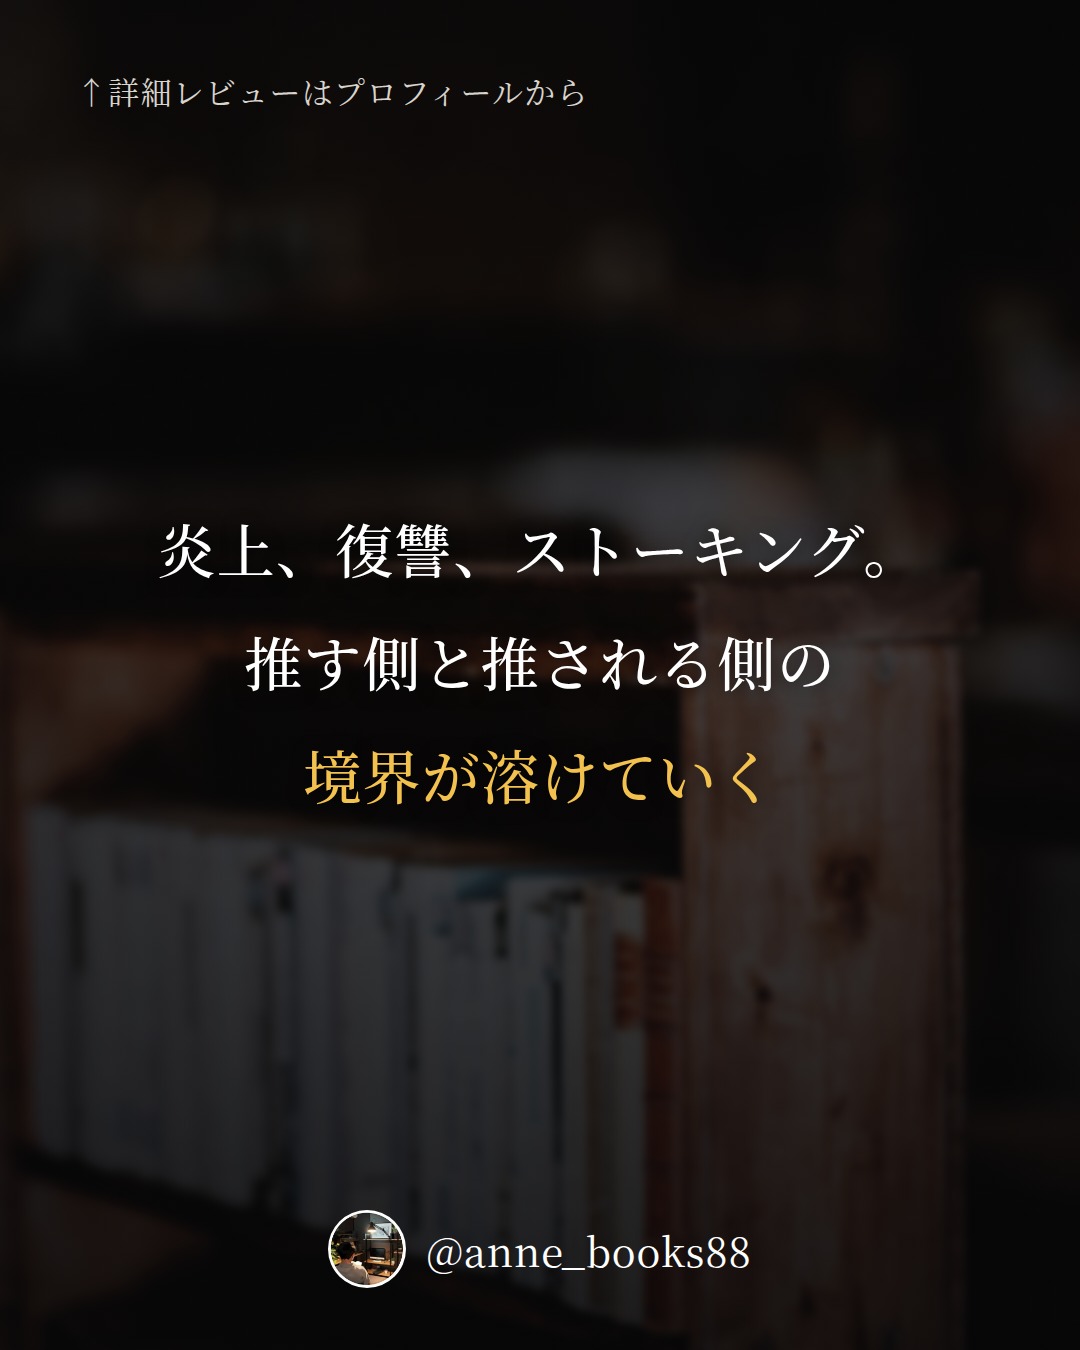 ↑詳細レビューはプロフィールから
炎上、復讐、ストーキング。
推す側と推される側の
境界が溶けていく
@anne_books88